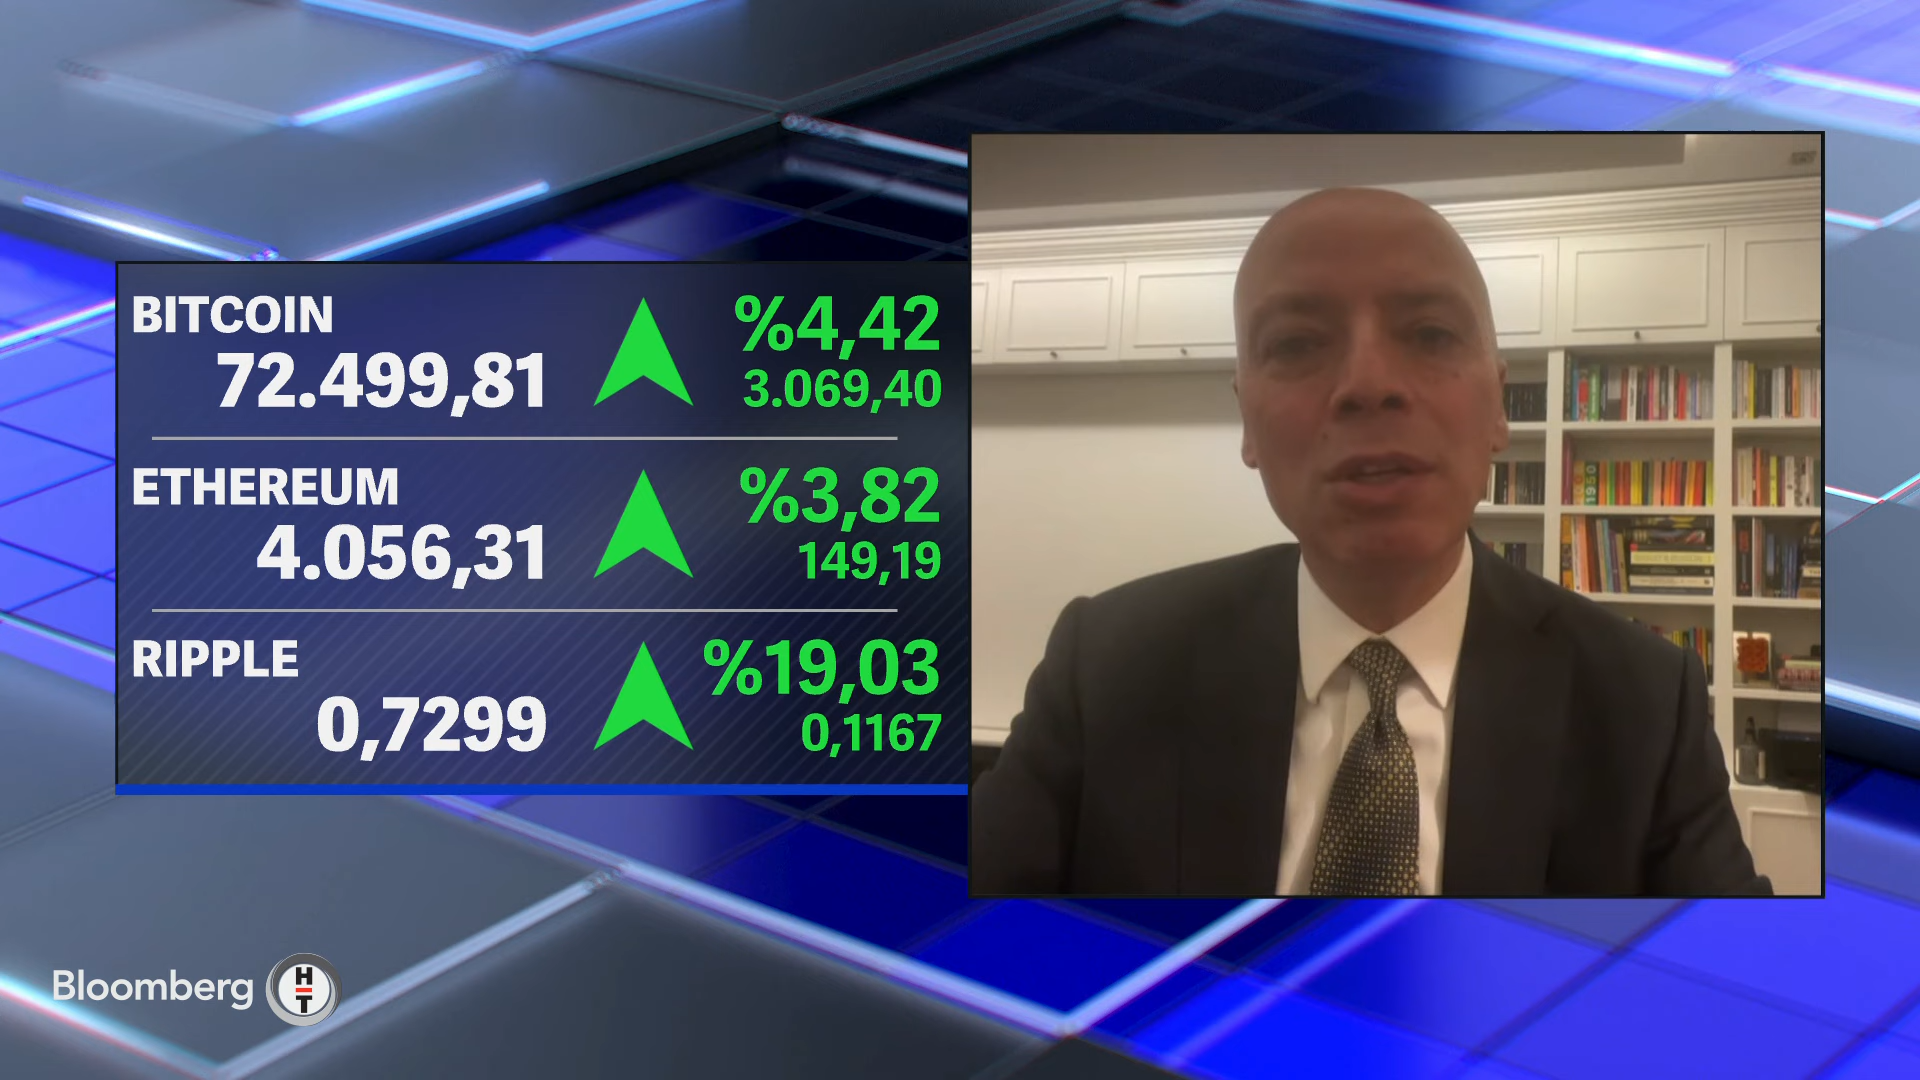 BITCOIN
72.499,81
%4,42
3.069,40
ETHEREUM
4.056,31
%3,82
149,19
RIPPLE
0,7299
%19,03
0,1167
Bloomberg HT